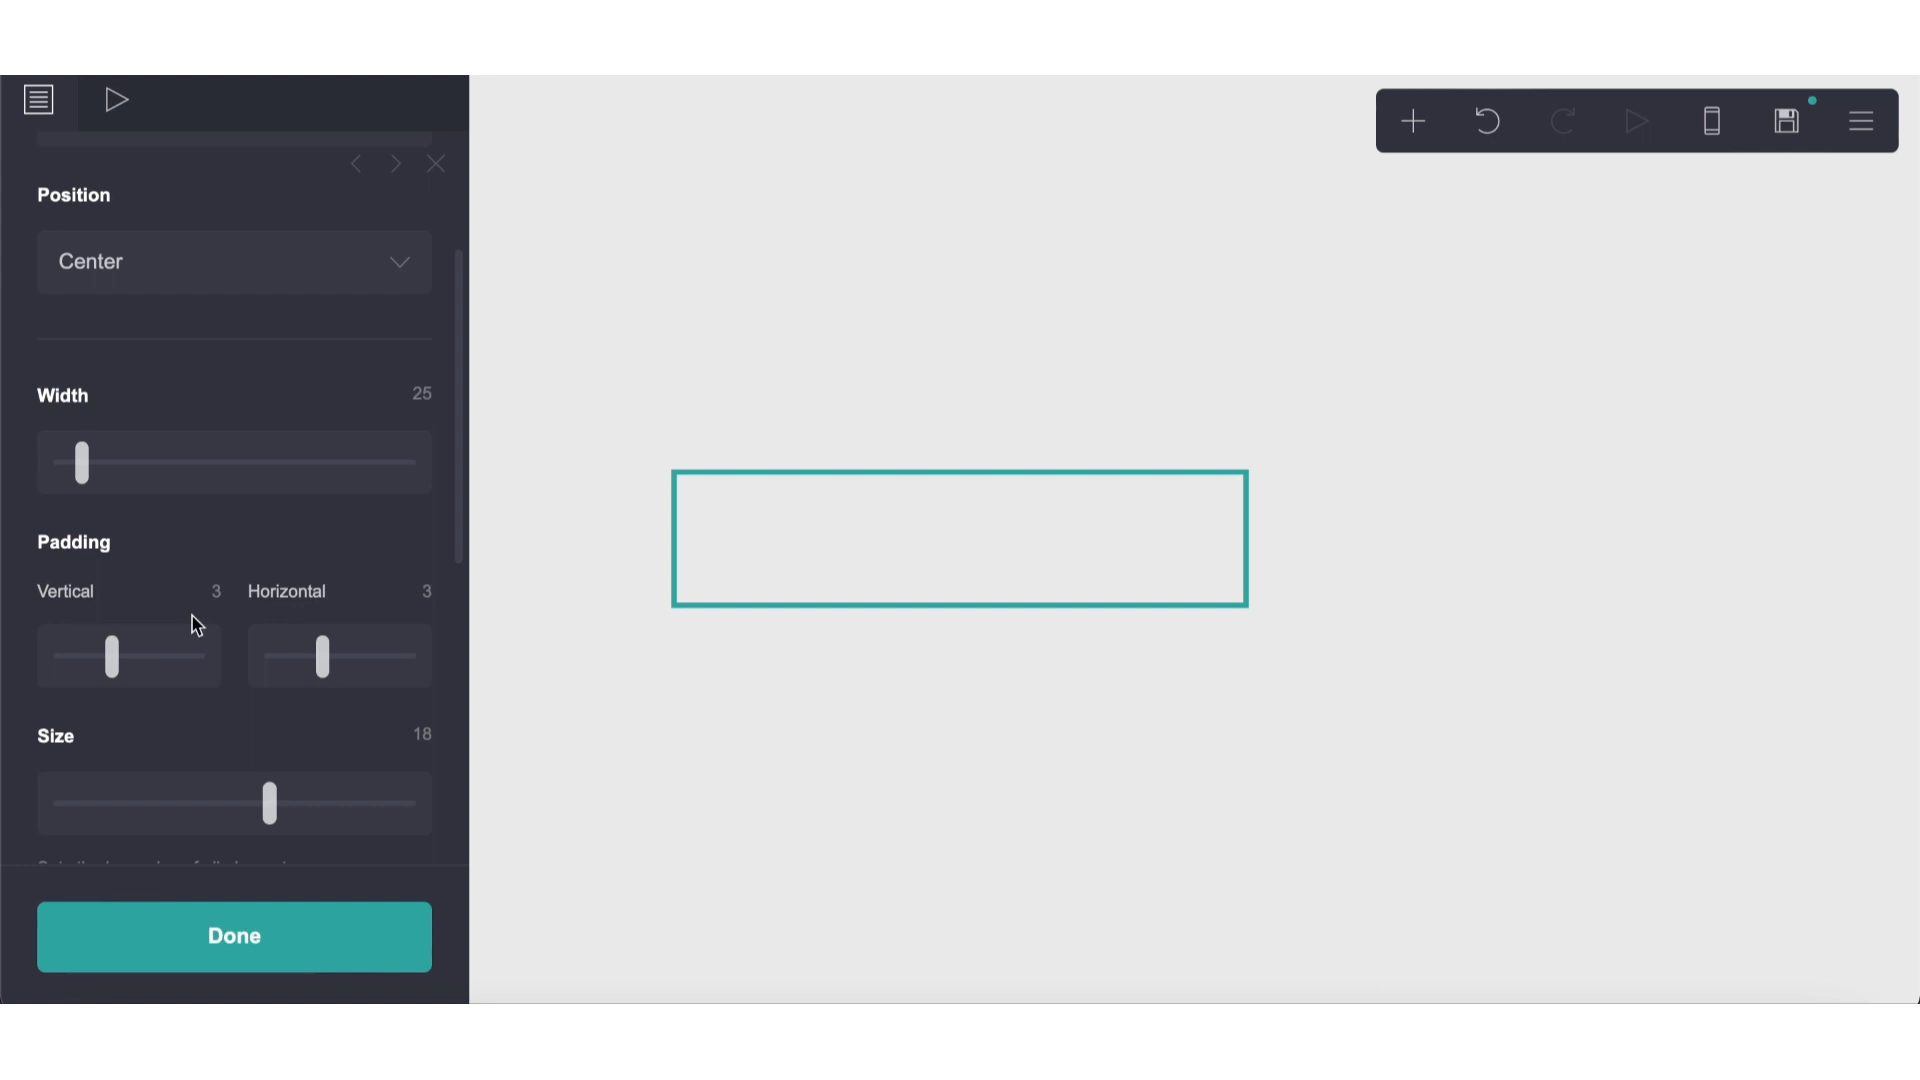 Position
Center
Width 25
Padding
Vertical 3 Horizontal 3
Size 18
Done